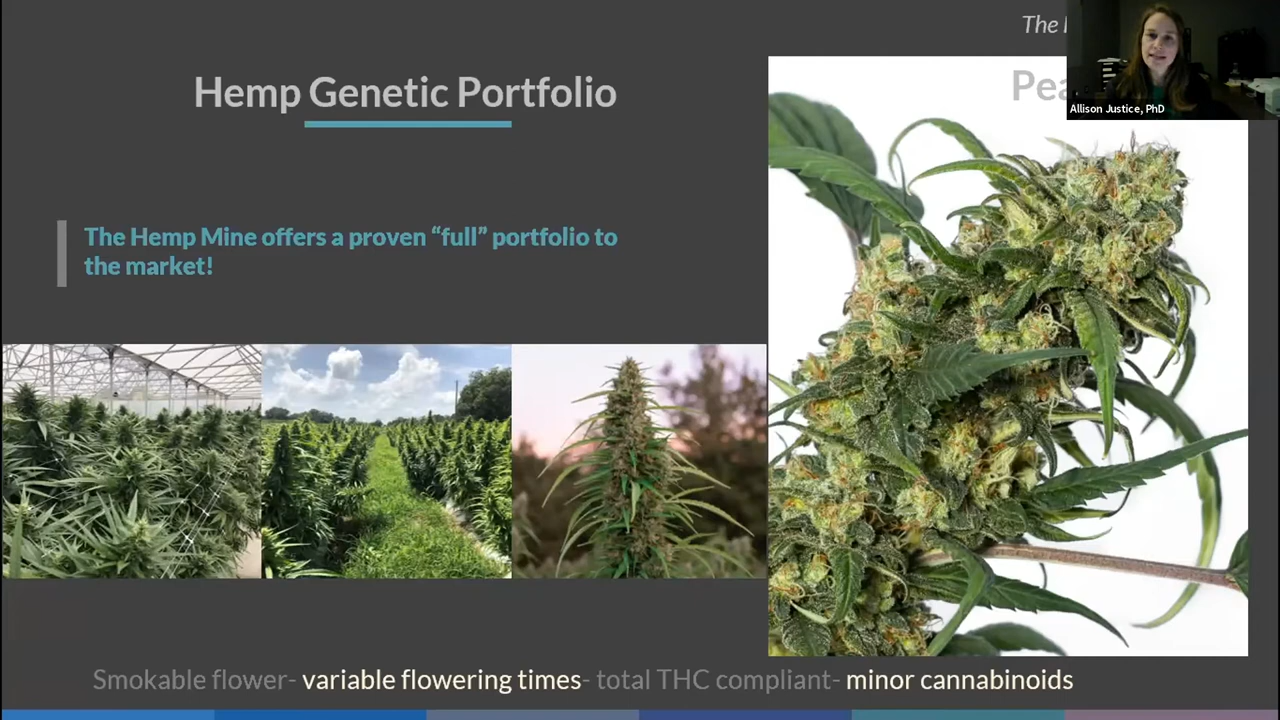 The
Hemp Genetic Portfolio
Allison Justice, PhD
The Hemp Mine offers a proven “full” portfolio to
the market!
Smokable flower- variable flowering times- total THC compliant- minor cannabinoids